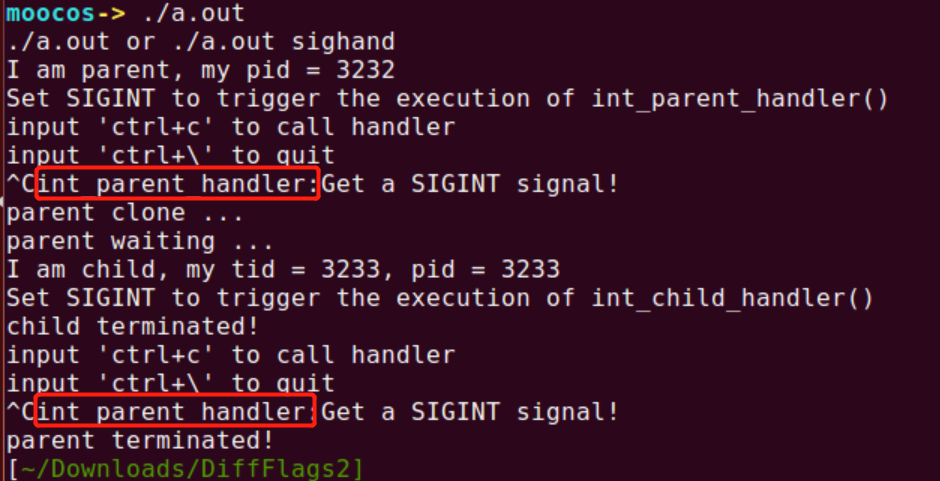 moocos-> ./a.out
./a.out or ./a.out sighand
I am parent, my pid = 3232
Set SIGINT to trigger the execution of int_parent_handler()
input 'ctrl+c' to call handler
input 'ctrl+\' to quit
^Cint_parent_handler:Get a SIGINT signal!
parent clone ...
parent waiting ...
I am child, my tid = 3233, pid = 3233
Set SIGINT to trigger the execution of int_child_handler()
child terminated!
input 'ctrl+c' to call handler
input 'ctrl+\' to quit
^Cint_parent_handler:Get a SIGINT signal!
parent terminated!
[~/Downloads/DiffFlags2]